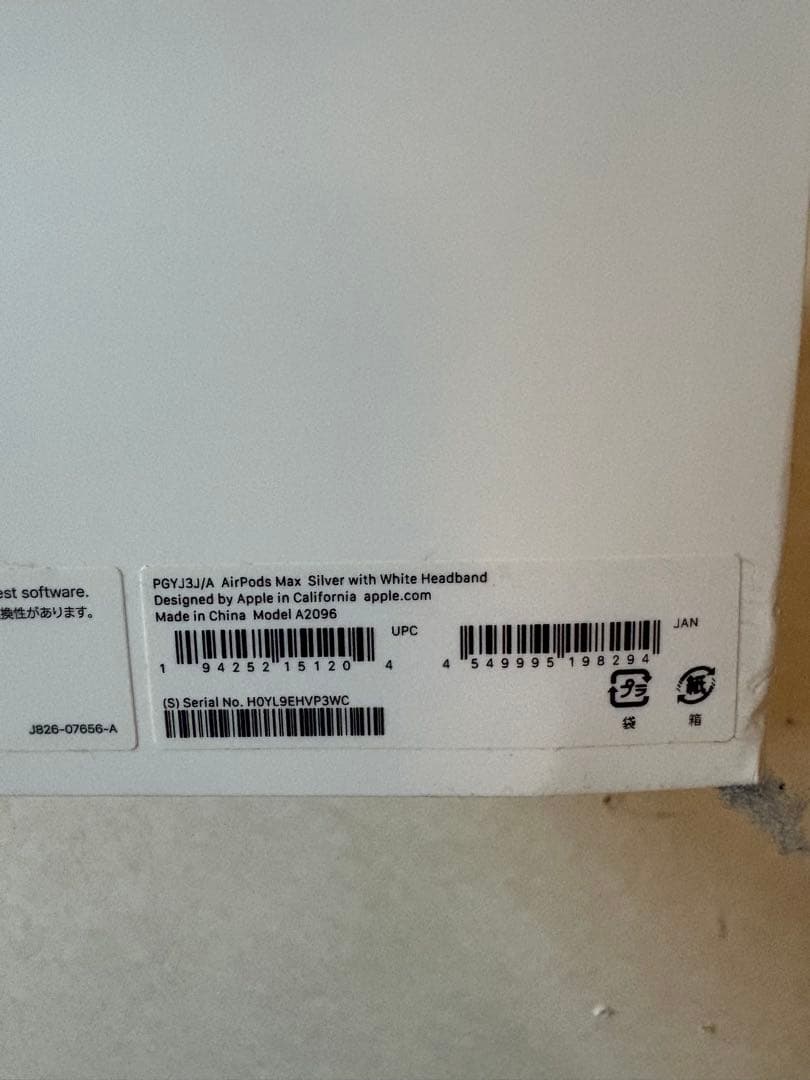 est software.
換性があります。
J826-07656-A
PGYJ3J/A AirPods Max Silver with White Headband
Designed by Apple in California apple.com
Made in China Model A2096
UPC
1 94252 15120 4
JAN
4 549995 198294
(S) Serial No. H0YL9EHVP3WC
プラ
袋
紙
箱